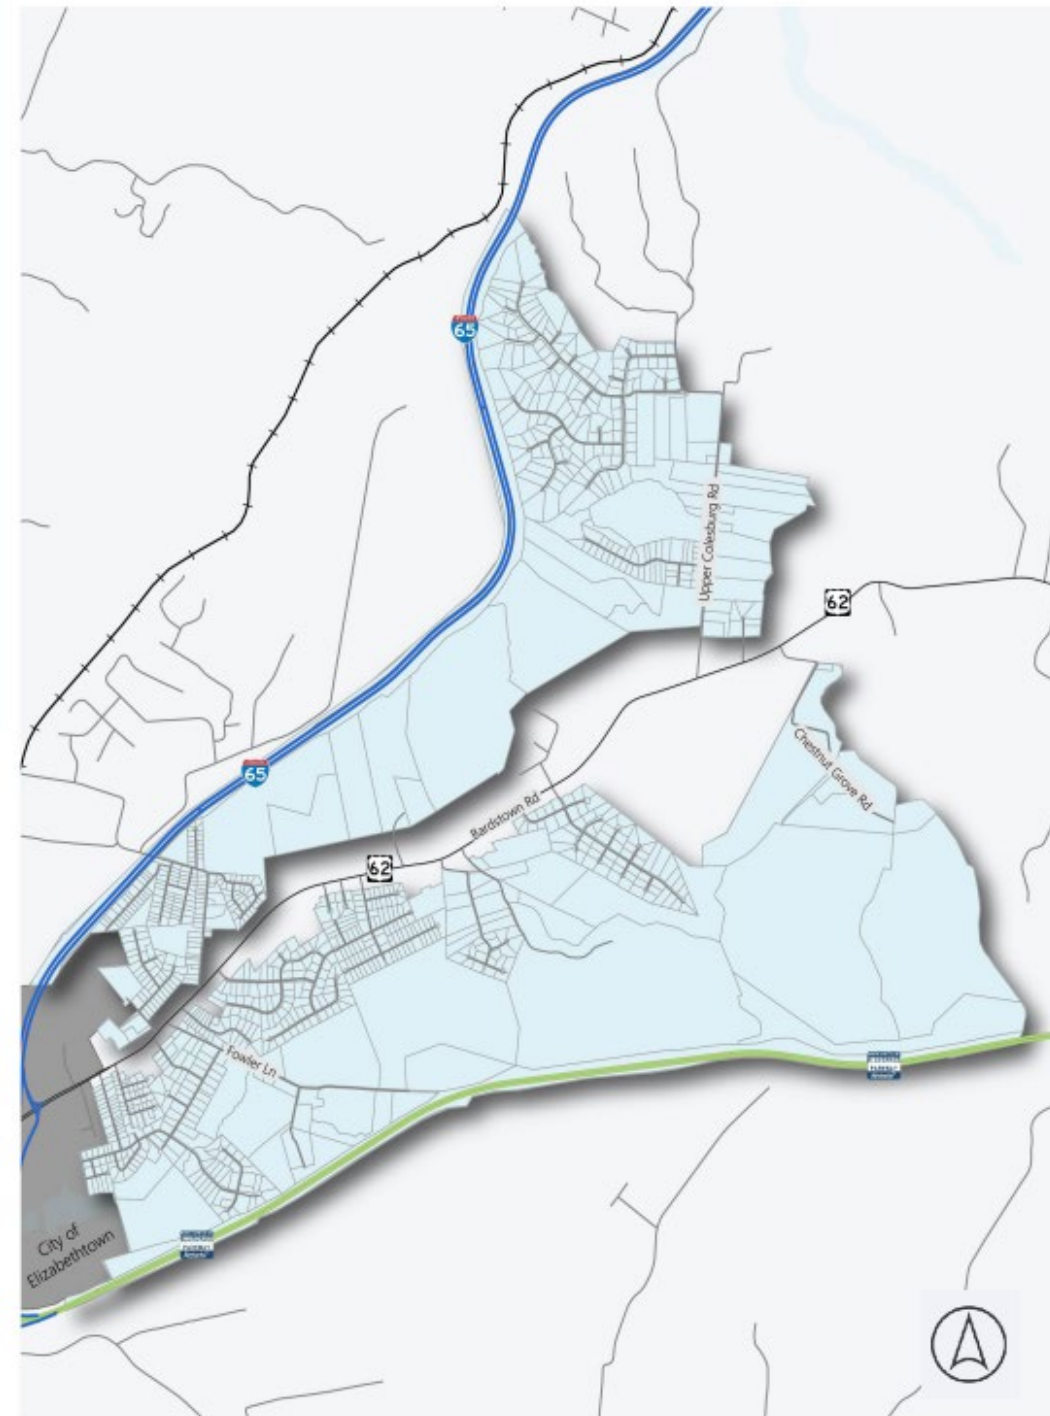 65
Upper Colesburg Rd
62
Chestnut Grove Rd
65
Bardstown Rd
62
Fowler Ln
City of
Elizabethtown